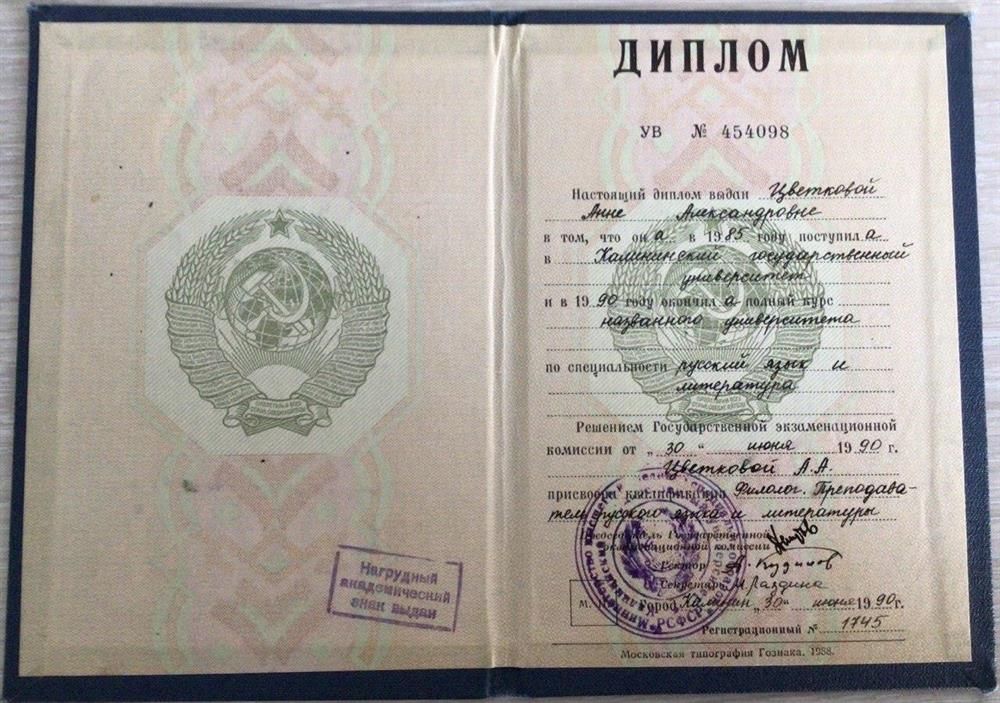 Нагрудный
академический
знак выдан
ДИПЛОМ
УВ № 454098
Настоящий диплом выдан Цветковой
Анне Александровне
в том, что она в 1985 году поступила
в Калининский государственный
университет
и в 1990 году окончила полный курс
названного университета
по специальности русский язык и
литература
Решением Государственной экзаменационной
комиссии от „30“ июня 1990 г.
Цветковой А.А.
присвоена квалификация Филолог. Преподава-
тель русского языка и литературы
Председатель Государственной
экзаменационной комиссии
Ректор
Секретарь
М. Город Калинин „30“ июня 1990г.
РСФСР
Регистрационный № 1745
Московская типография Гознака. 1988.